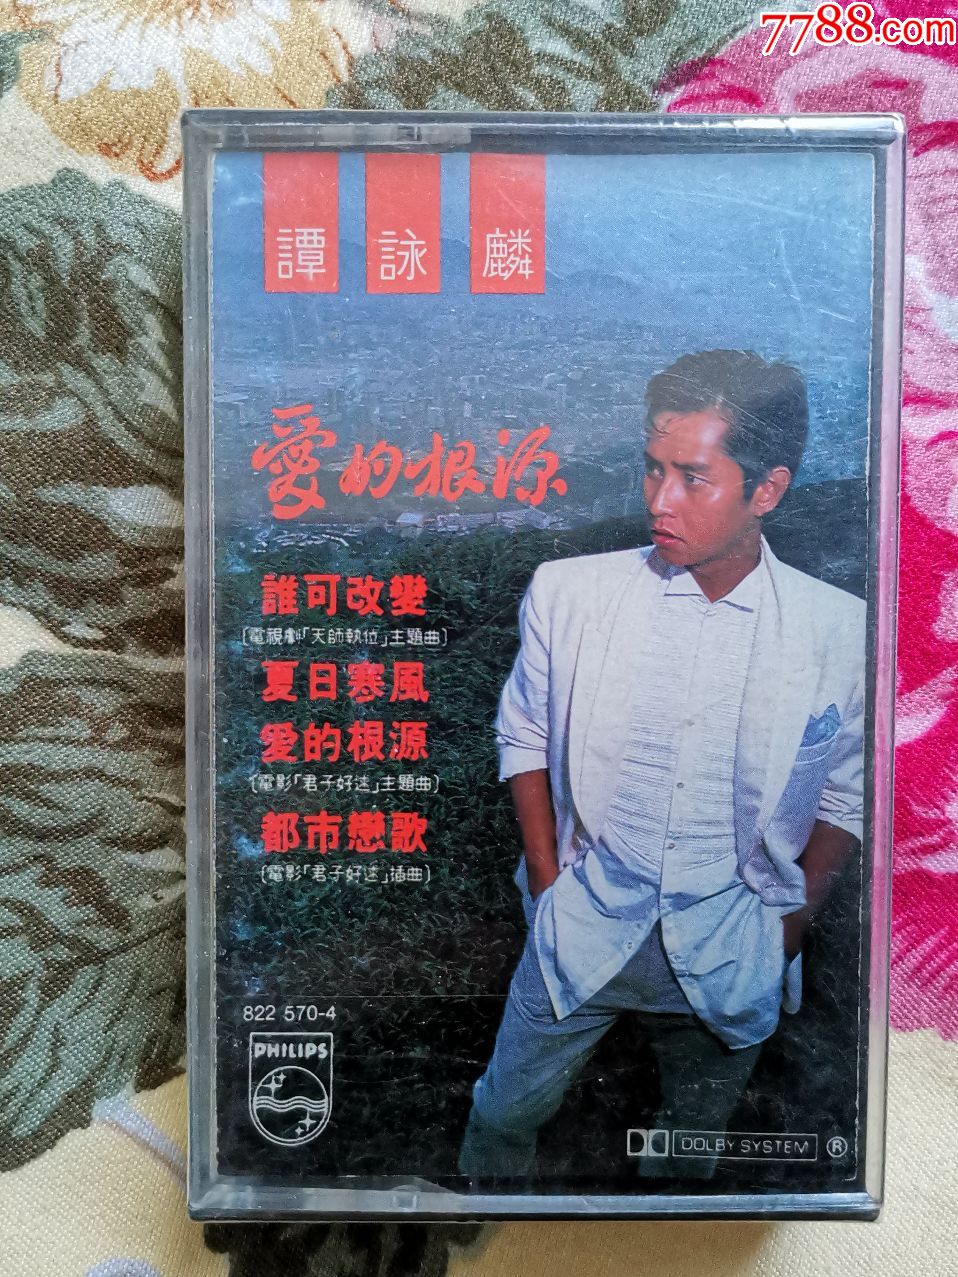 7788.com
譚詠麟
愛的根源
誰可改變
〔電視劇「天師執位」主題曲〕
夏日寒風
愛的根源
〔電影「君子好逑」主題曲〕
都市戀歌
〔電影「君子好逑」插曲〕
822 570-4
PHILIPS
DOLBY SYSTEM ®